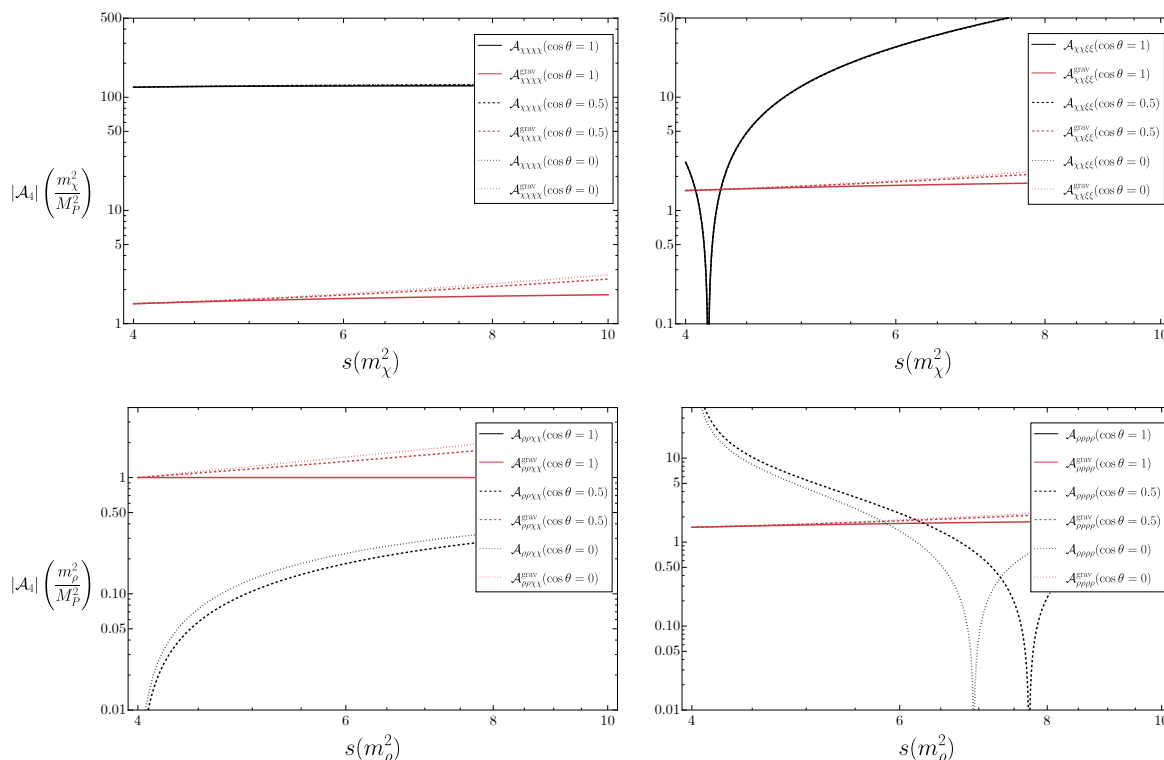 |𝒜₄| (m_χ²/M_P²)
500
100
50
10
5
1
4
6
8
10
s(m_χ²)
𝒜_χχχχ(cos θ = 1)
𝒜^grav_χχχχ(cos θ = 1)
𝒜_χχχχ(cos θ = 0.5)
𝒜^grav_χχχχ(cos θ = 0.5)
𝒜_χχχχ(cos θ = 0)
𝒜^grav_χχχχ(cos θ = 0)
50
10
5
1
0.5
0.1
4
6
8
10
s(m_χ²)
𝒜_χχξξ(cos θ = 1)
𝒜^grav_χχξξ(cos θ = 1)
𝒜_χχξξ(cos θ = 0.5)
𝒜^grav_χχξξ(cos θ = 0.5)
𝒜_χχξξ(cos θ = 0)
𝒜^grav_χχξξ(cos θ = 0)
|𝒜₄| (m_ρ²/M_P²)
1
0.50
0.10
0.05
0.01
4
6
8
10
s(m_ρ²)
𝒜_ρρχχ(cos θ = 1)
𝒜^grav_ρρχχ(cos θ = 1)
𝒜_ρρχχ(cos θ = 0.5)
𝒜^grav_ρρχχ(cos θ = 0.5)
𝒜_ρρχχ(cos θ = 0)
𝒜^grav_ρρχχ(cos θ = 0)
10
5
1
0.50
0.10
0.05
0.01
4
6
8
10
s(m_ρ²)
𝒜_ρρρρ(cos θ = 1)
𝒜^grav_ρρρρ(cos θ = 1)
𝒜_ρρρρ(cos θ = 0.5)
𝒜^grav_ρρρρ(cos θ = 0.5)
𝒜_ρρρρ(cos θ = 0)
𝒜^grav_ρρρρ(cos θ = 0)